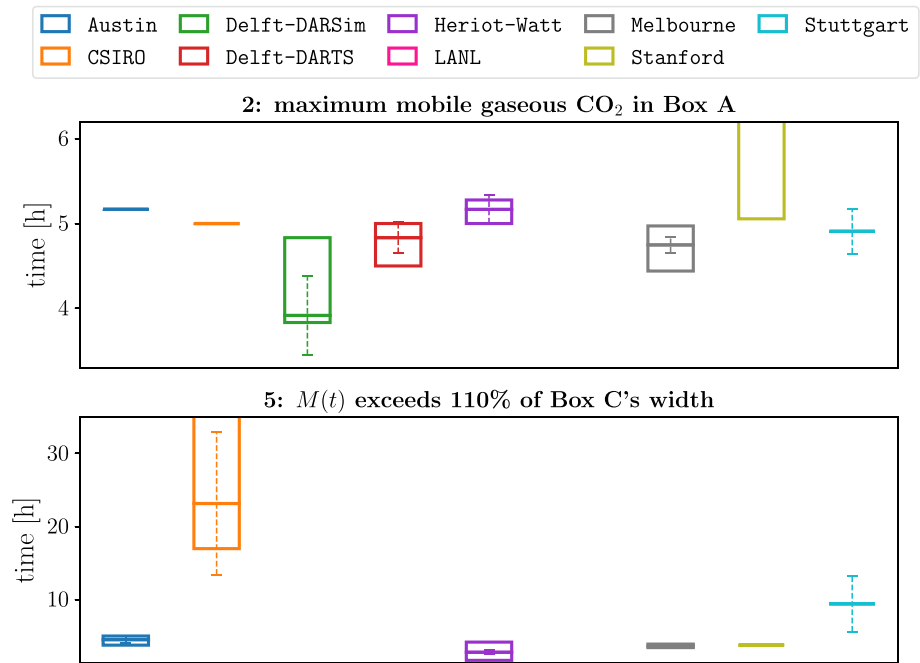 Austin Delft-DARSim Heriot-Watt Melbourne Stuttgart
CSIRO Delft-DARTS LANL Stanford
2: maximum mobile gaseous CO₂ in Box A
6
5
4
time [h]
5: M(t) exceeds 110% of Box C's width
30
20
10
time [h]